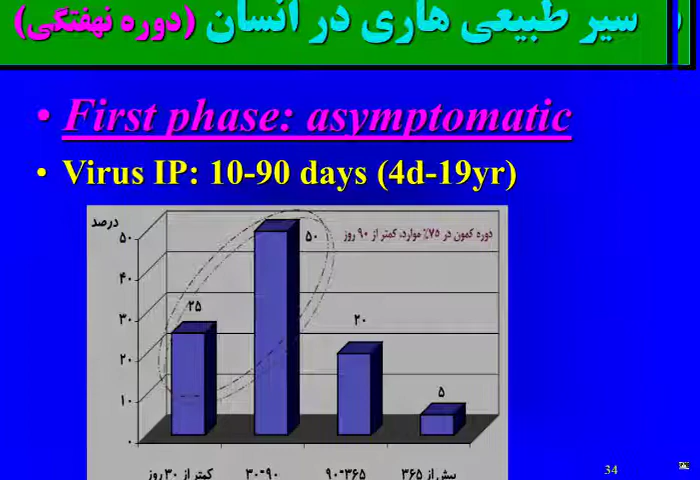 سیر طبیعی هاری در انسان (دوره نهفتگی)
• First phase: asymptomatic
• Virus IP: 10-90 days (4d-19yr)
درصد
دوره کمون در ۷۵٪ موارد، کمتر از ۹۰ روز
۵۰
۴۰
۳۰
۲۰
۱۰
۰
۲۵
۵۰
۲۰
۵
کمتر از ۳۰ روز
۳۰-۹۰
۹۰-۳۶۵
بیش از ۳۶۵
34